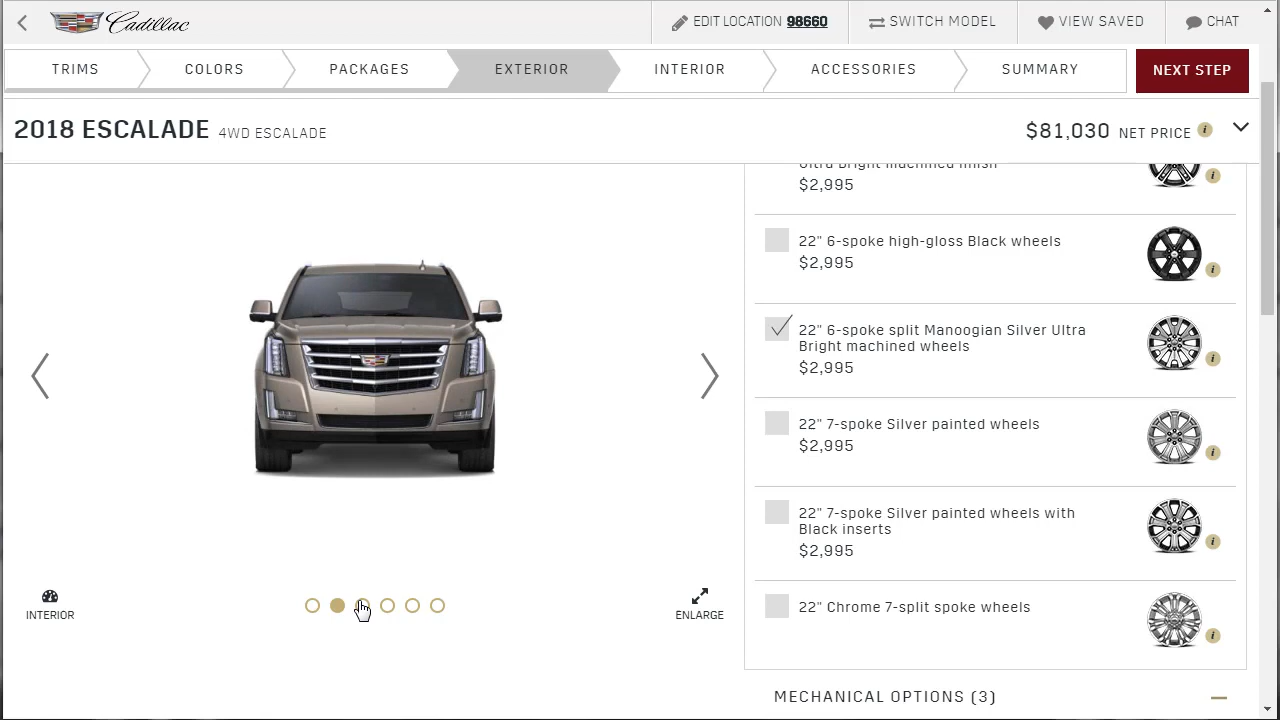 Cadillac
EDIT LOCATION 98660
SWITCH MODEL
VIEW SAVED
CHAT
TRIMS
COLORS
PACKAGES
EXTERIOR
INTERIOR
ACCESSORIES
SUMMARY
NEXT STEP
2018 ESCALADE 4WD ESCALADE
$81,030 NET PRICE i
Ultra Bright machined finish
$2,995
i
22" 6-spoke high-gloss Black wheels
$2,995
i
22" 6-spoke split Manoogian Silver Ultra
Bright machined wheels
$2,995
i
22" 7-spoke Silver painted wheels
$2,995
i
22" 7-spoke Silver painted wheels with
Black inserts
$2,995
i
22" Chrome 7-split spoke wheels
i
INTERIOR
ENLARGE
MECHANICAL OPTIONS (3)